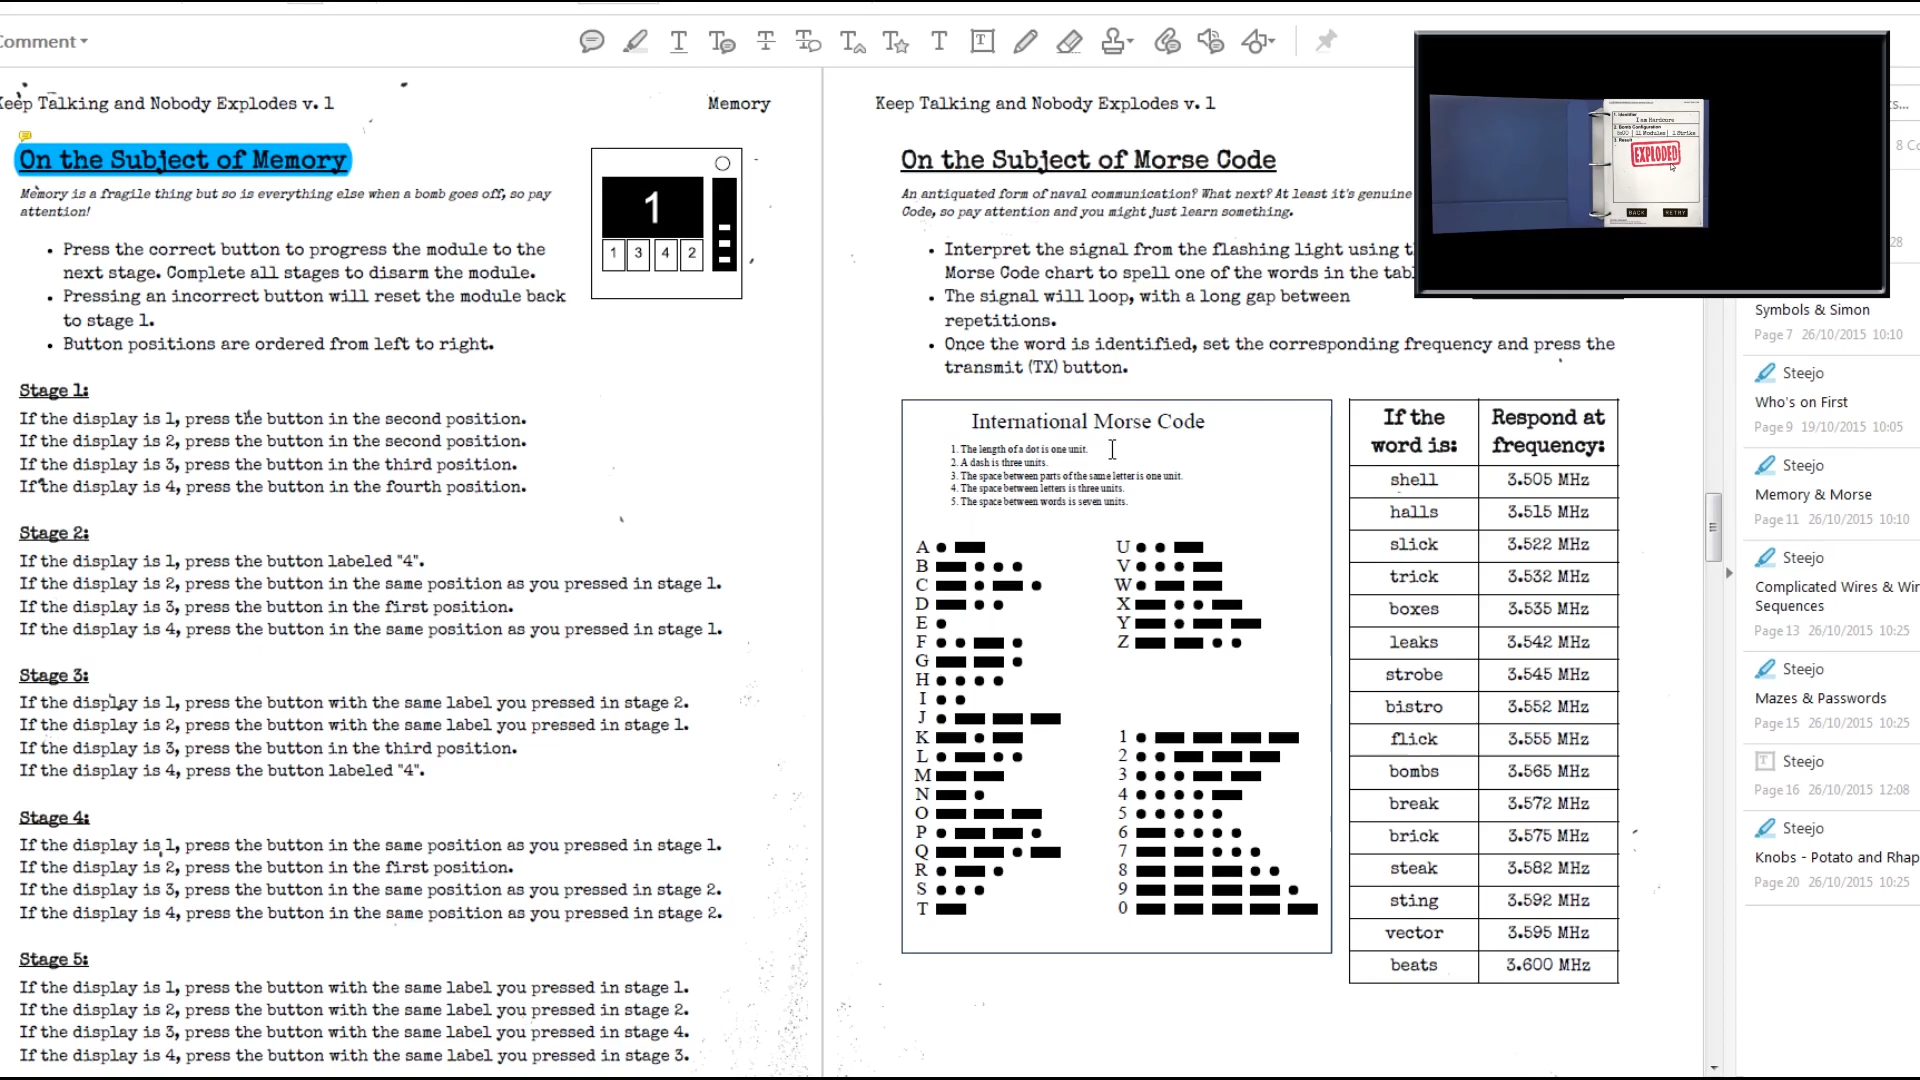 Comment
Keep Talking and Nobody Explodes v. 1
Memory
On the Subject of Memory
Memory is a fragile thing but so is everything else when a bomb goes off, so pay
attention!
• Press the correct button to progress the module to the
next stage. Complete all stages to disarm the module.
• Pressing an incorrect button will reset the module back
to stage 1.
• Button positions are ordered from left to right.
1
1 3 4 2
Stage 1:
If the display is 1, press the button in the second position.
If the display is 2, press the button in the second position.
If the display is 3, press the button in the third position.
If the display is 4, press the button in the fourth position.
Stage 2:
If the display is 1, press the button labeled "4".
If the display is 2, press the button in the same position as you pressed in stage 1.
If the display is 3, press the button in the first position.
If the display is 4, press the button in the same position as you pressed in stage 1.
Stage 3:
If the display is 1, press the button with the same label you pressed in stage 2.
If the display is 2, press the button with the same label you pressed in stage 1.
If the display is 3, press the button in the third position.
If the display is 4, press the button labeled "4".
Stage 4:
If the display is 1, press the button in the same position as you pressed in stage 1.
If the display is 2, press the button in the first position.
If the display is 3, press the button in the same position as you pressed in stage 2.
If the display is 4, press the button in the same position as you pressed in stage 2.
Stage 5:
If the display is 1, press the button with the same label you pressed in stage 1.
If the display is 2, press the button with the same label you pressed in stage 2.
If the display is 3, press the button with the same label you pressed in stage 4.
If the display is 4, press the button with the same label you pressed in stage 3.
Keep Talking and Nobody Explodes v. 1
On the Subject of Morse Code
An antiquated form of naval communication? What next? At least it's genuine
Code, so pay attention and you might just learn something.
• Interpret the signal from the flashing light using
Morse Code chart to spell one of the words in the
• The signal will loop, with a long gap between
repetitions.
• Once the word is identified, set the corresponding frequency and press the
transmit (TX) button.
International Morse Code
1. The length of a dot is one unit.
2. A dash is three units.
3. The space between parts of the same letter is one unit.
4. The space between letters is three units.
5. The space between words is seven units.
A
B
C
D
E
F
G
H
I
J
K
L
M
N
O
P
Q
R
S
T
U
V
W
X
Y
Z
1
2
3
4
5
6
7
8
9
0
If the word is: Respond at frequency:
shell 3.505 MHz
halls 3.515 MHz
slick 3.522 MHz
trick 3.532 MHz
boxes 3.535 MHz
leaks 3.542 MHz
strobe 3.545 MHz
bistro 3.552 MHz
flick 3.555 MHz
bombs 3.565 MHz
break 3.572 MHz
brick 3.575 MHz
steak 3.582 MHz
sting 3.592 MHz
vector 3.595 MHz
beats 3.600 MHz
1. Identifier
I am Hardcore
2. Bomb Configuration
5:00 | 11 Modules | 1 Strike
3. Result
EXPLODED
BACK RETRY
8 Co
28
Symbols & Simon
Page 7 26/10/2015 10:10
Steejo
Who's on First
Page 9 19/10/2015 10:05
Steejo
Memory & Morse
Page 11 26/10/2015 10:10
Steejo
Complicated Wires & Wir
Sequences
Page 13 26/10/2015 10:25
Steejo
Mazes & Passwords
Page 15 26/10/2015 10:25
Steejo
Page 16 26/10/2015 12:08
Steejo
Knobs - Potato and Rhap
Page 20 26/10/2015 10:25